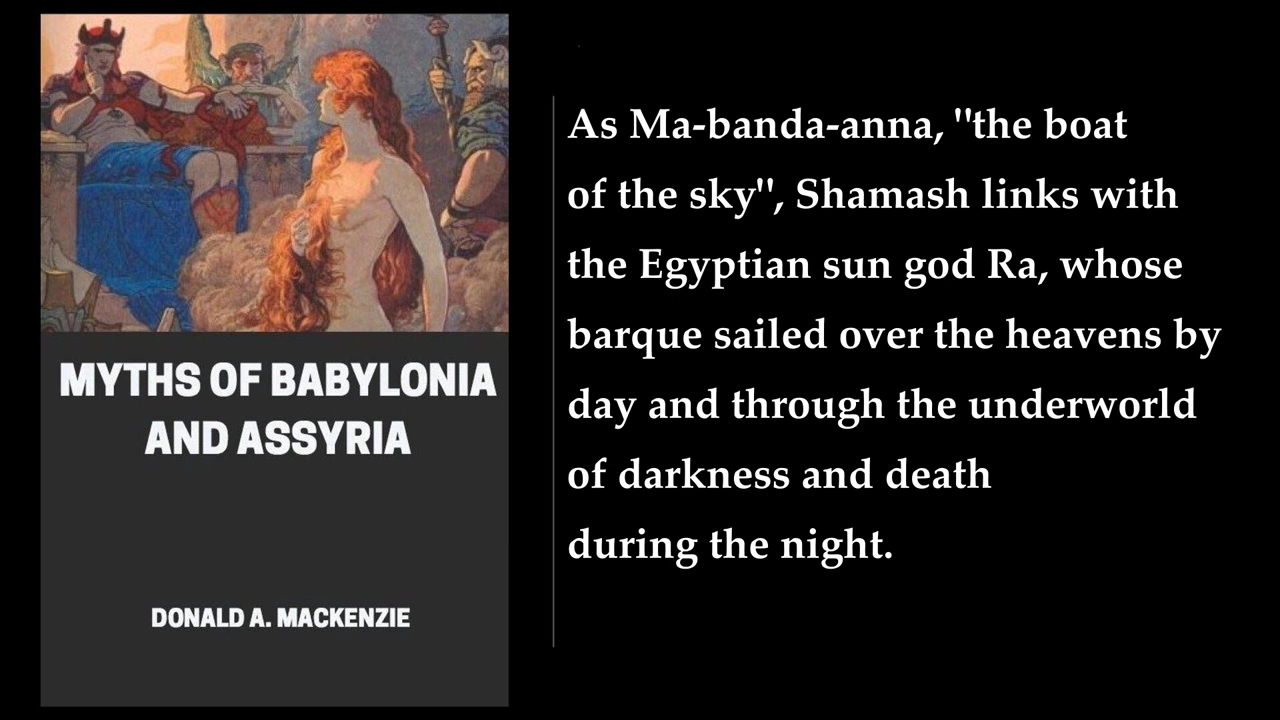 MYTHS OF BABYLONIA
AND ASSYRIA
DONALD A. MACKENZIE
As Ma-banda-anna, "the boat
of the sky", Shamash links with
the Egyptian sun god Ra, whose
barque sailed over the heavens by
day and through the underworld
of darkness and death
during the night.